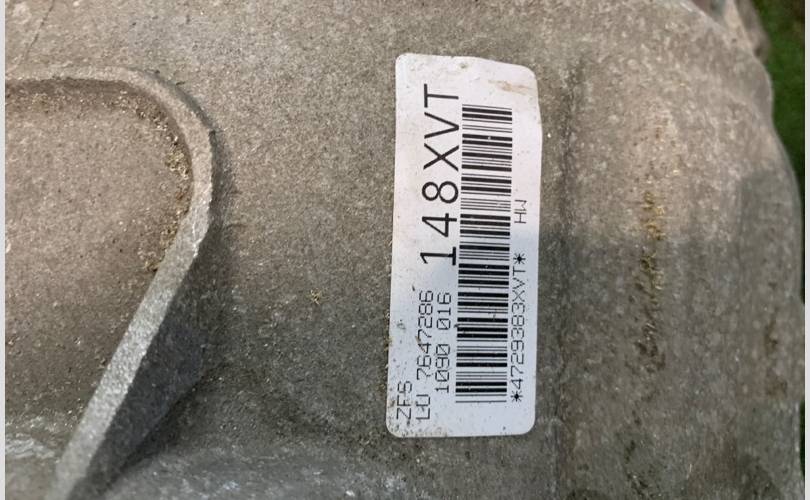 ZFS
LU 7647286
1090 016
148XVT
*4729383XVT*
HW